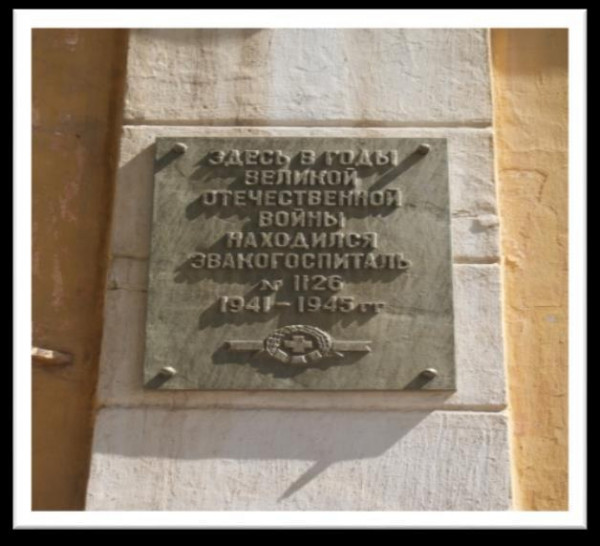 ЗДЕСЬ В ГОДЫ
ВЕЛИКОЙ
ОТЕЧЕСТВЕННОЙ
ВОЙНЫ
НАХОДИЛСЯ
ЭВАКОГОСПИТАЛЬ
№ 1126
1941–1945 гг